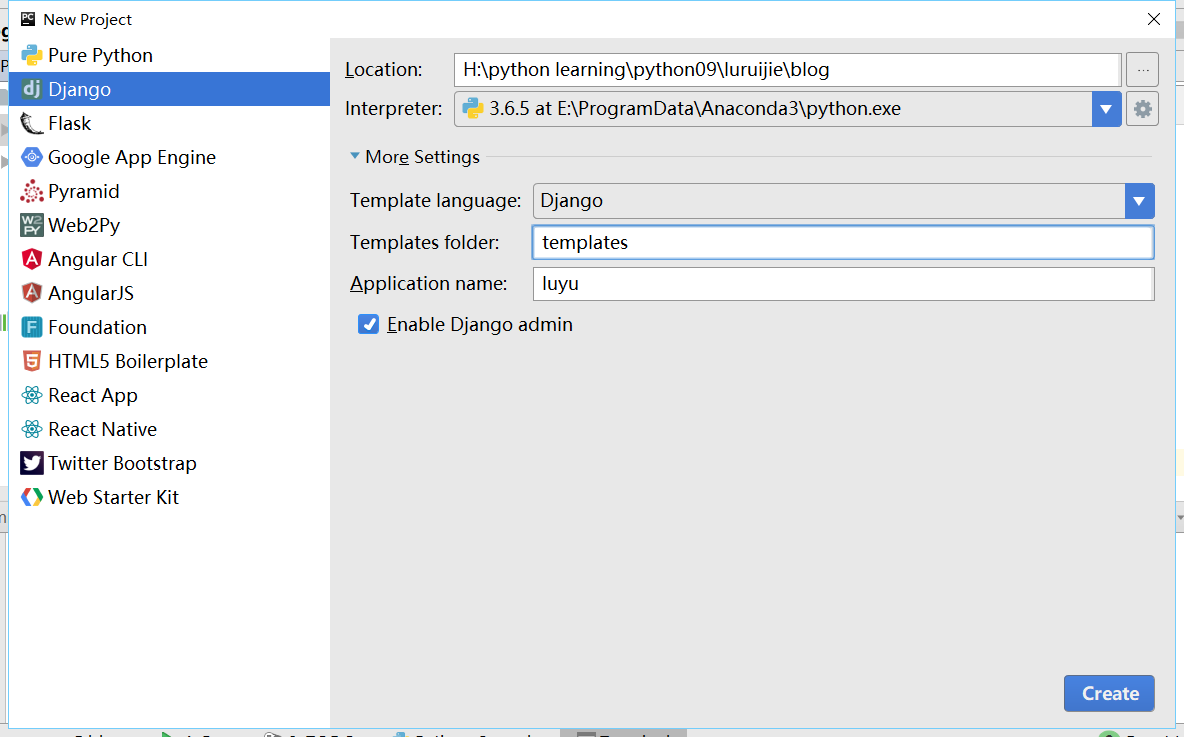 New Project
Pure Python
Django
Flask
Google App Engine
Pyramid
Web2Py
Angular CLI
AngularJS
Foundation
HTML5 Boilerplate
React App
React Native
Twitter Bootstrap
Web Starter Kit
Location: H:\python learning\python09\luruijie\blog ...
Interpreter: 3.6.5 at E:\ProgramData\Anaconda3\python.exe
More Settings
Template language: Django
Templates folder: templates
Application name: luyu
Enable Django admin
Create